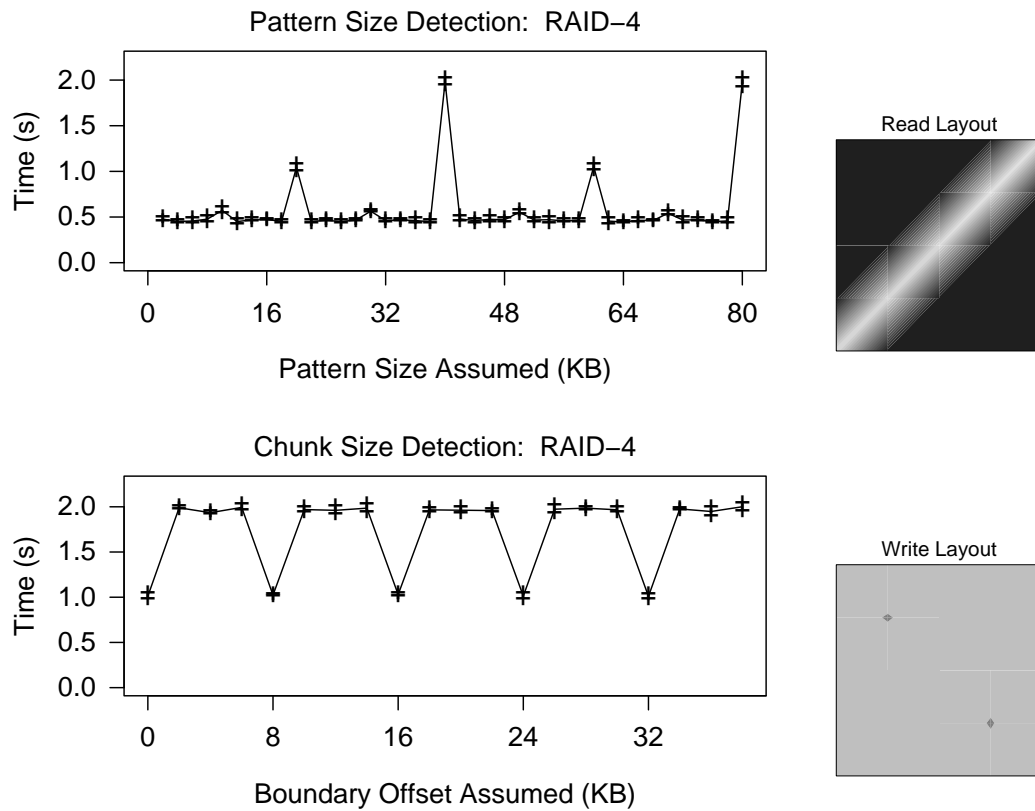 Pattern Size Detection:  RAID−4
Time (s)
2.0
1.5
1.0
0.5
0.0
0 16 32 48 64 80
Pattern Size Assumed (KB)
Read Layout
Chunk Size Detection:  RAID−4
Time (s)
2.0
1.5
1.0
0.5
0.0
0 8 16 24 32
Boundary Offset Assumed (KB)
Write Layout